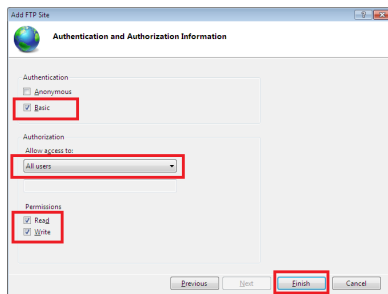 Add FTP Site
Authentication and Authorization Information
Authentication
Anonymous
Basic
Authorization
Allow access to:
All users
Permissions
Read
Write
Previous Next Finish Cancel